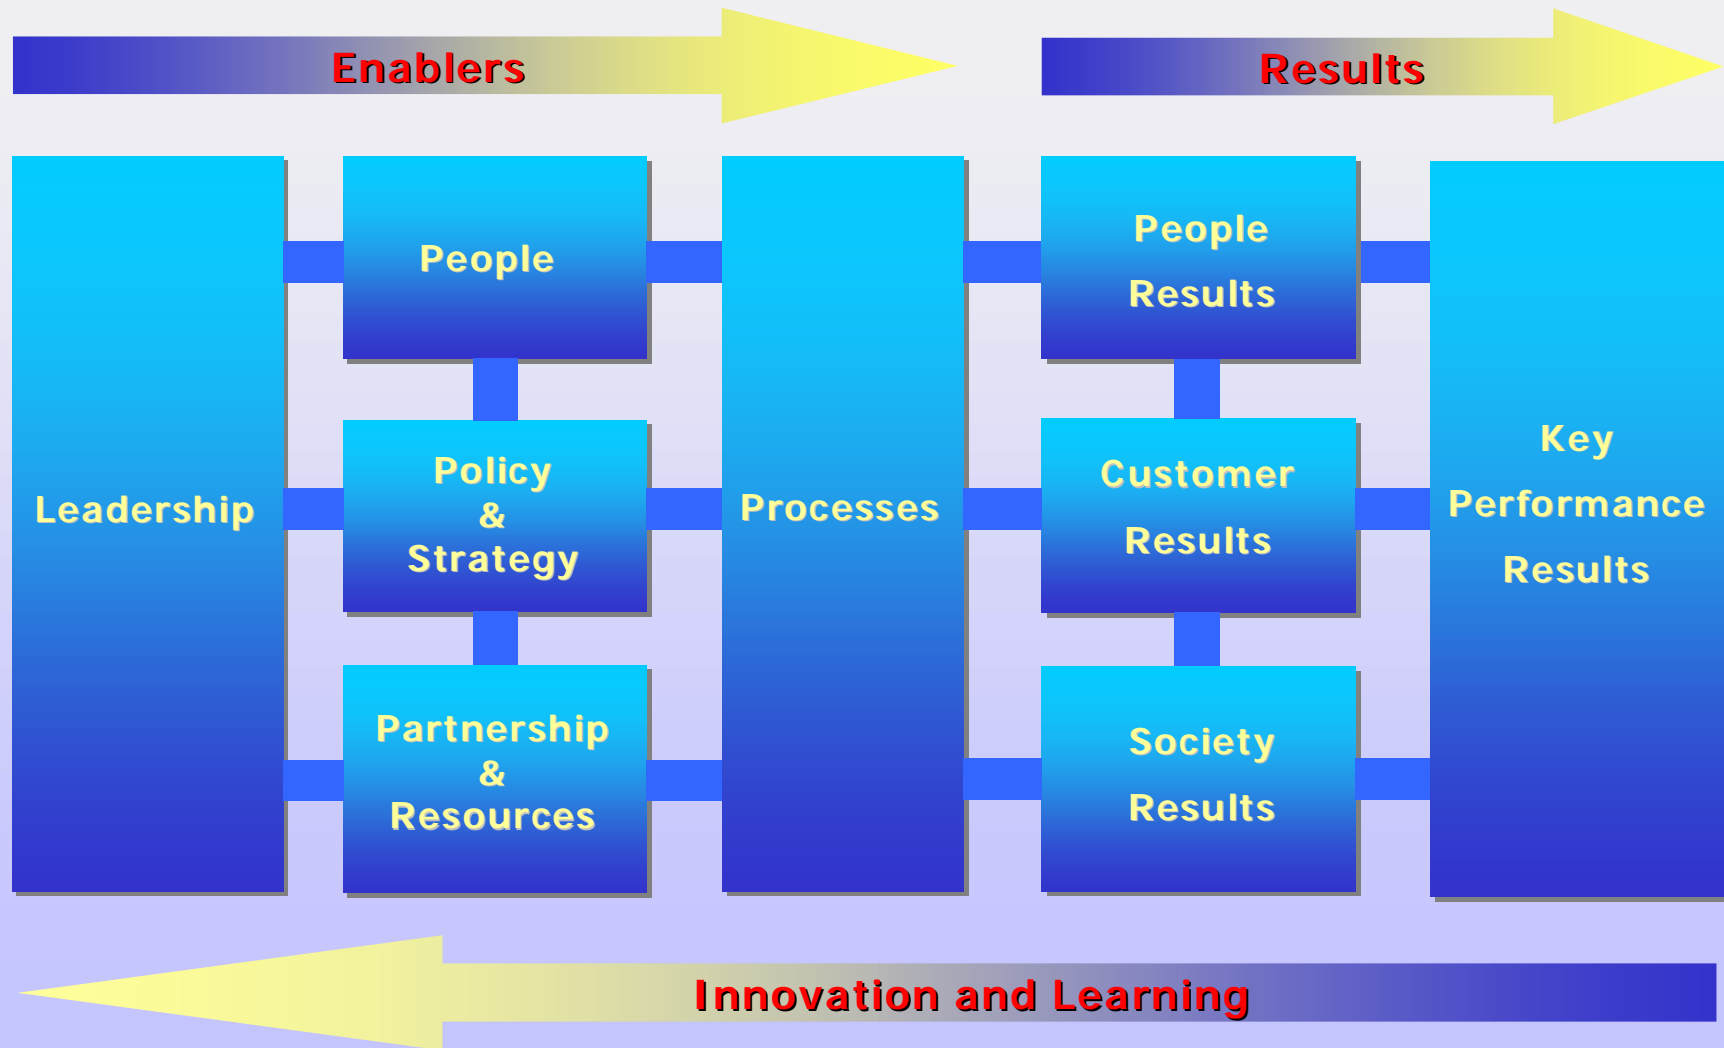 Enablers
Results
Leadership
People
Policy
&
Strategy
Partnership
&
Resources
Processes
People
Results
Customer
Results
Society
Results
Key
Performance
Results
Innovation and Learning